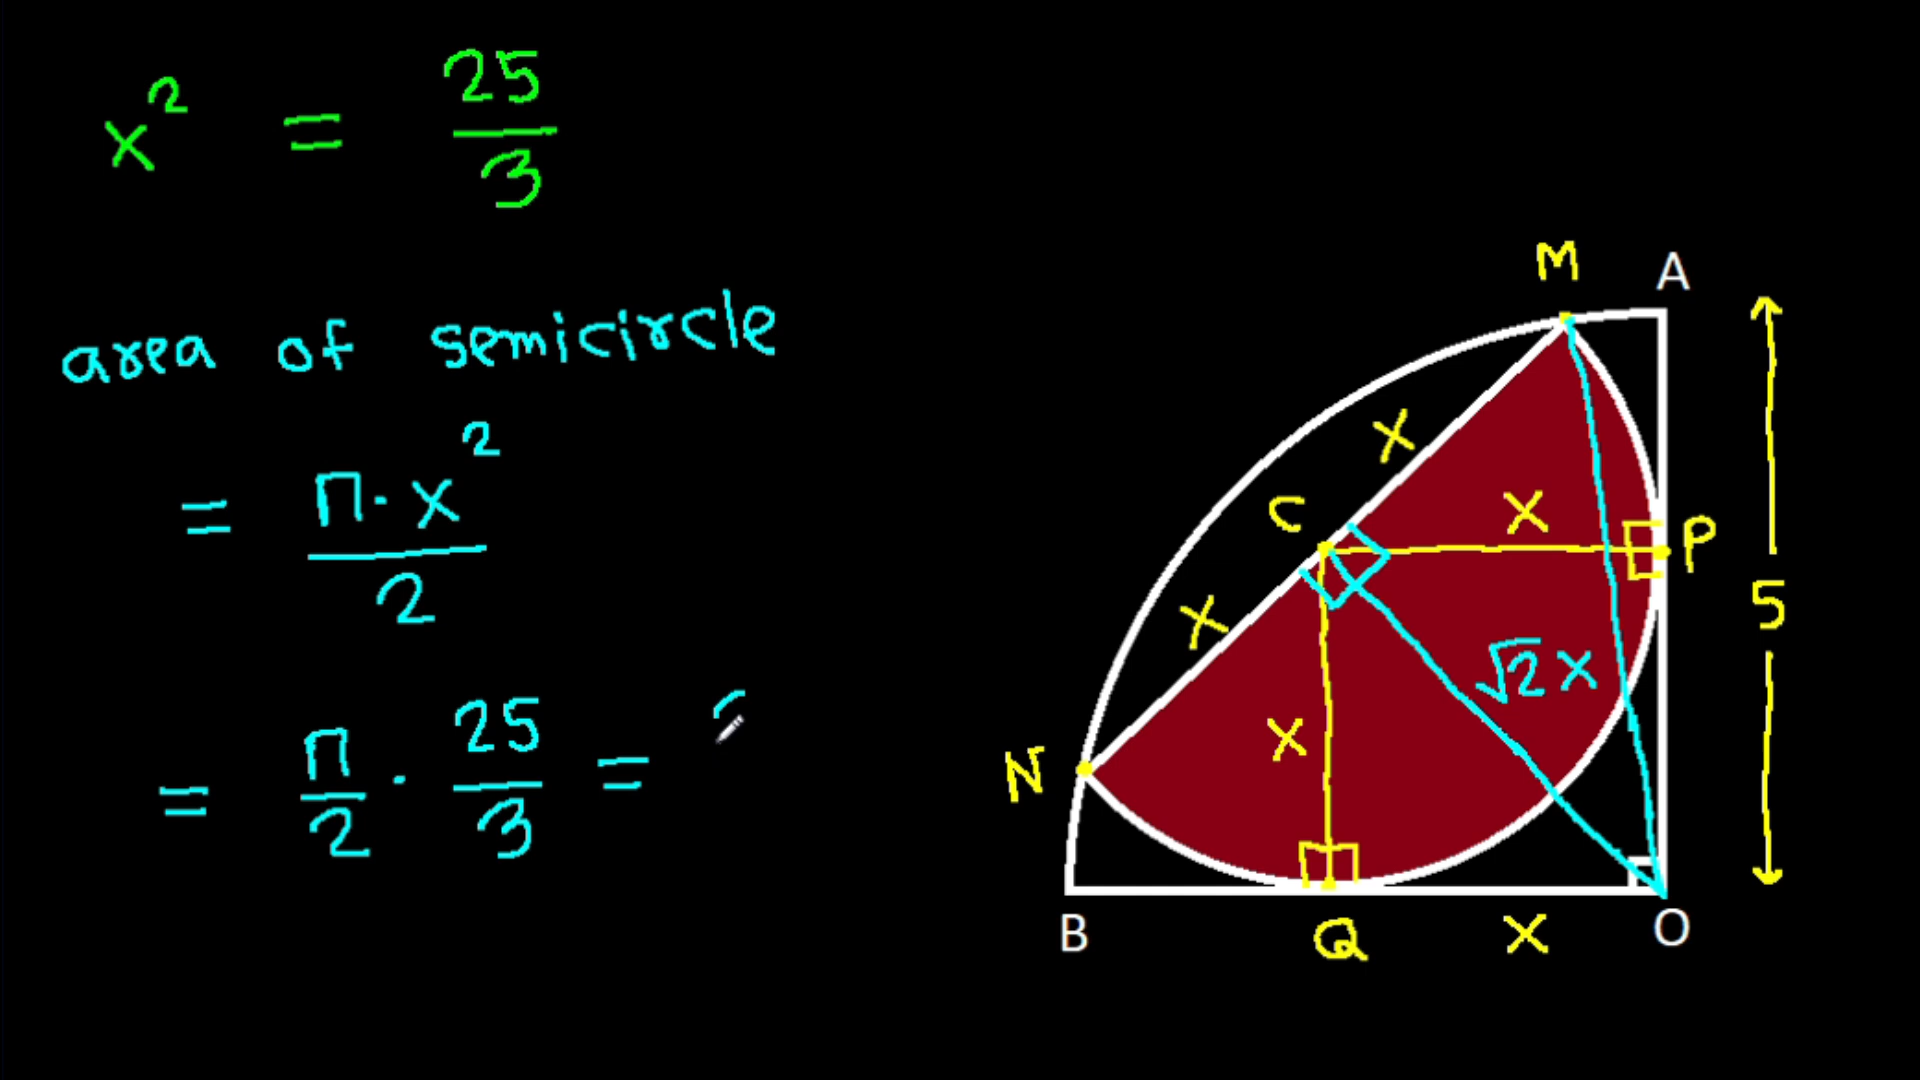 x² = 25/3
area of semicircle
= π·x²/2
= π/2 · 25/3 =
M
A
x
C
x
P
x
5
√2x
x
N
B
Q
x
O